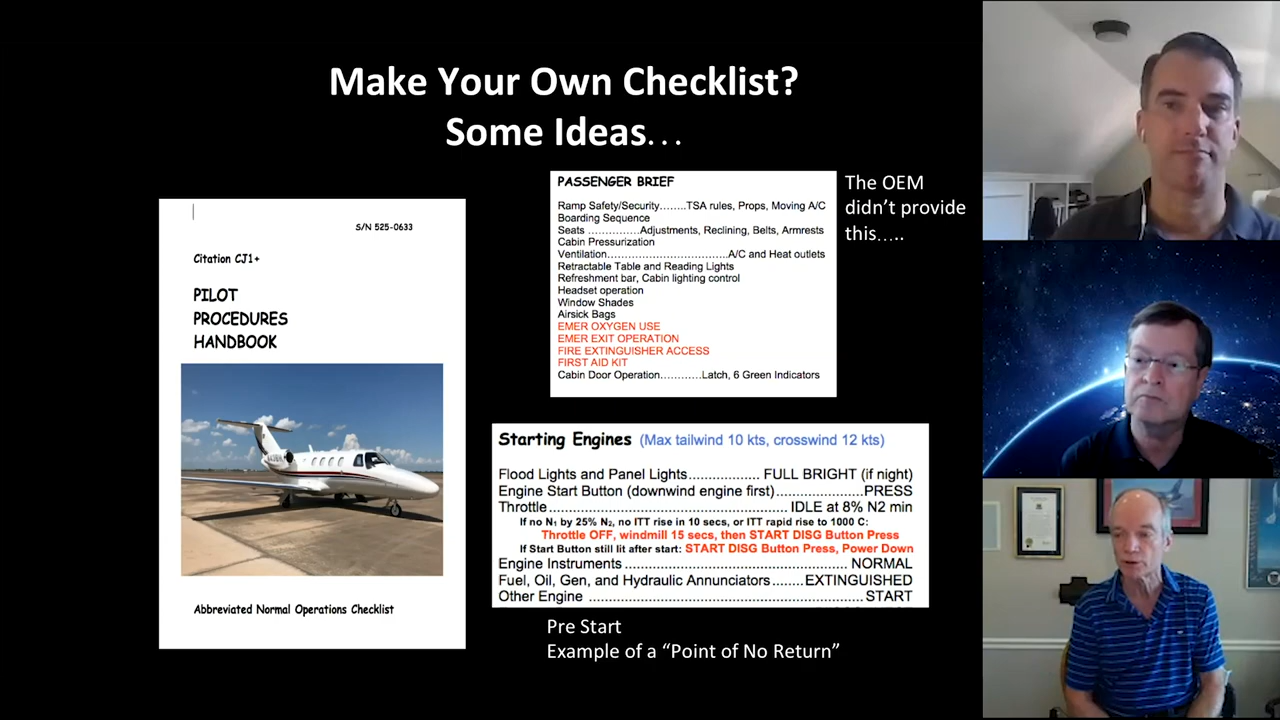 Make Your Own Checklist?
Some Ideas...
S/N 525-0633
Citation CJ1+
PILOT
PROCEDURES
HANDBOOK
Abbreviated Normal Operations Checklist
PASSENGER BRIEF
Ramp Safety/Security........TSA rules, Props, Moving A/C
Boarding Sequence
Seats ...............Adjustments, Reclining, Belts, Armrests
Cabin Pressurization
Ventilation....................................A/C and Heat outlets
Retractable Table and Reading Lights
Refreshment bar, Cabin lighting control
Headset operation
Window Shades
Airsick Bags
EMER OXYGEN USE
EMER EXIT OPERATION
FIRE EXTINGUISHER ACCESS
FIRST AID KIT
Cabin Door Operation...........Latch, 6 Green Indicators
The OEM
didn't provide
this.....
Starting Engines (Max tailwind 10 kts, crosswind 12 kts)
Flood Lights and Panel Lights.................. FULL BRIGHT (if night)
Engine Start Button (downwind engine first).....................PRESS
Throttle................................................................. IDLE at 8% N2 min
If no N₁ by 25% N₂, no ITT rise in 10 secs, or ITT rapid rise to 1000 C:
Throttle OFF, windmill 15 secs, then START DISG Button Press
If Start Button still lit after start: START DISG Button Press, Power Down
Engine Instruments ...................................................... NORMAL
Fuel, Oil, Gen, and Hydraulic Annunciators........EXTINGUISHED
Other Engine .................................................................. START
Pre Start
Example of a "Point of No Return"